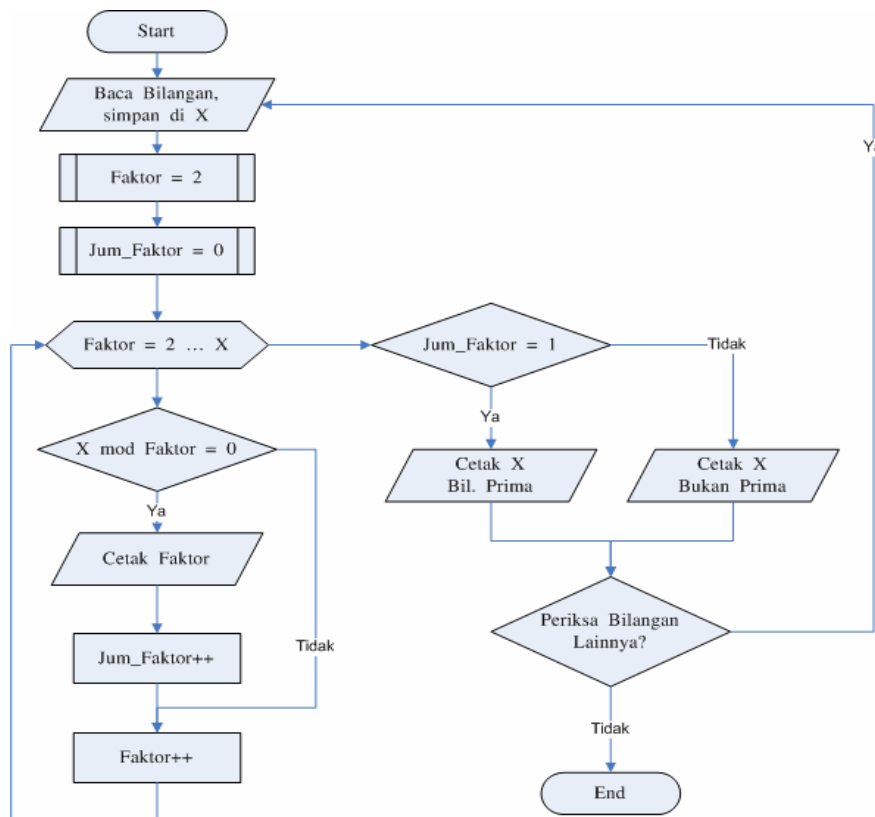 Start
Baca Bilangan,
simpan di X
Faktor = 2
Jum_Faktor = 0
Faktor = 2 ... X
X mod Faktor = 0
Ya
Cetak Faktor
Jum_Faktor++
Tidak
Faktor++
Jum_Faktor = 1
Ya
Tidak
Cetak X
Bil. Prima
Cetak X
Bukan Prima
Periksa Bilangan
Lainnya?
Ya
Tidak
End